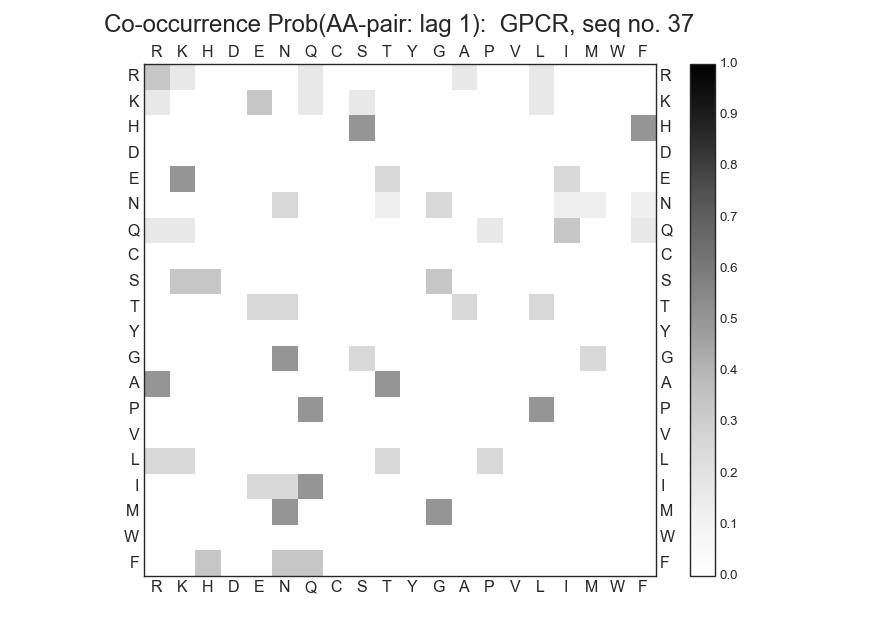 Co-occurrence Prob(AA-pair: lag 1):  GPCR, seq no. 37
R K H D E N Q C S T Y G A P V L I M W F
R R 1.0
K K 0.9
H H
D D 0.8
E E
N N 0.7
Q Q
C C 0.6
S S
T T 0.5
Y Y
G G 0.4
A A
P P 0.3
V V
L L 0.2
I I
M M 0.1
W W
F F 0.0
R K H D E N Q C S T Y G A P V L I M W F